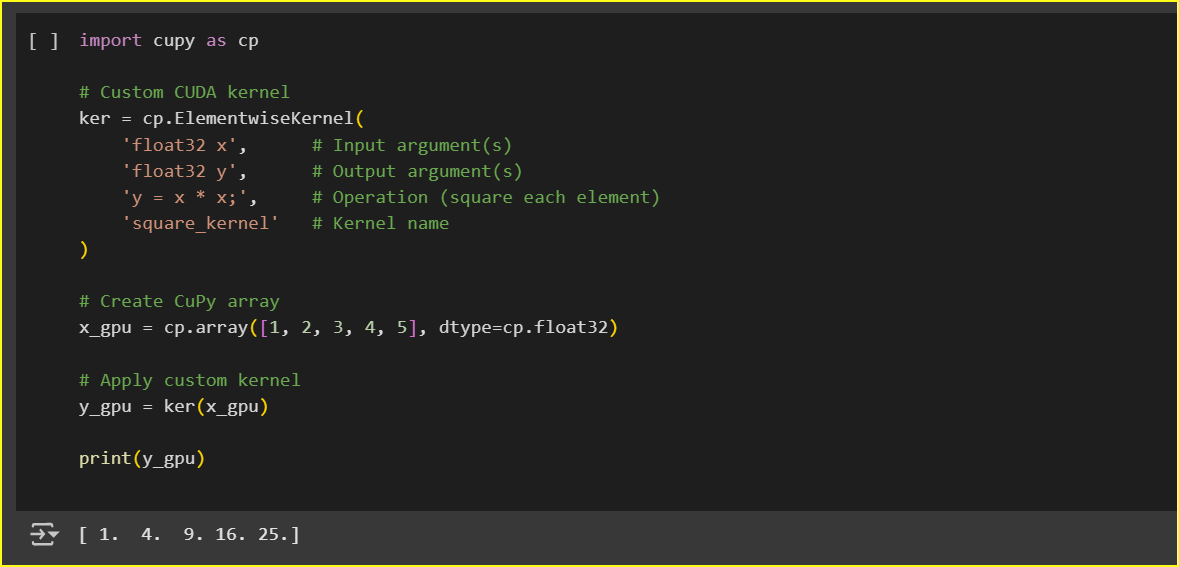 [ ] import cupy as cp
# Custom CUDA kernel
ker = cp.ElementwiseKernel(
    'float32 x',      # Input argument(s)
    'float32 y',      # Output argument(s)
    'y = x * x;',     # Operation (square each element)
    'square_kernel'   # Kernel name
)
# Create CuPy array
x_gpu = cp.array([1, 2, 3, 4, 5], dtype=cp.float32)
# Apply custom kernel
y_gpu = ker(x_gpu)
print(y_gpu)
[ 1.  4.  9. 16. 25.]